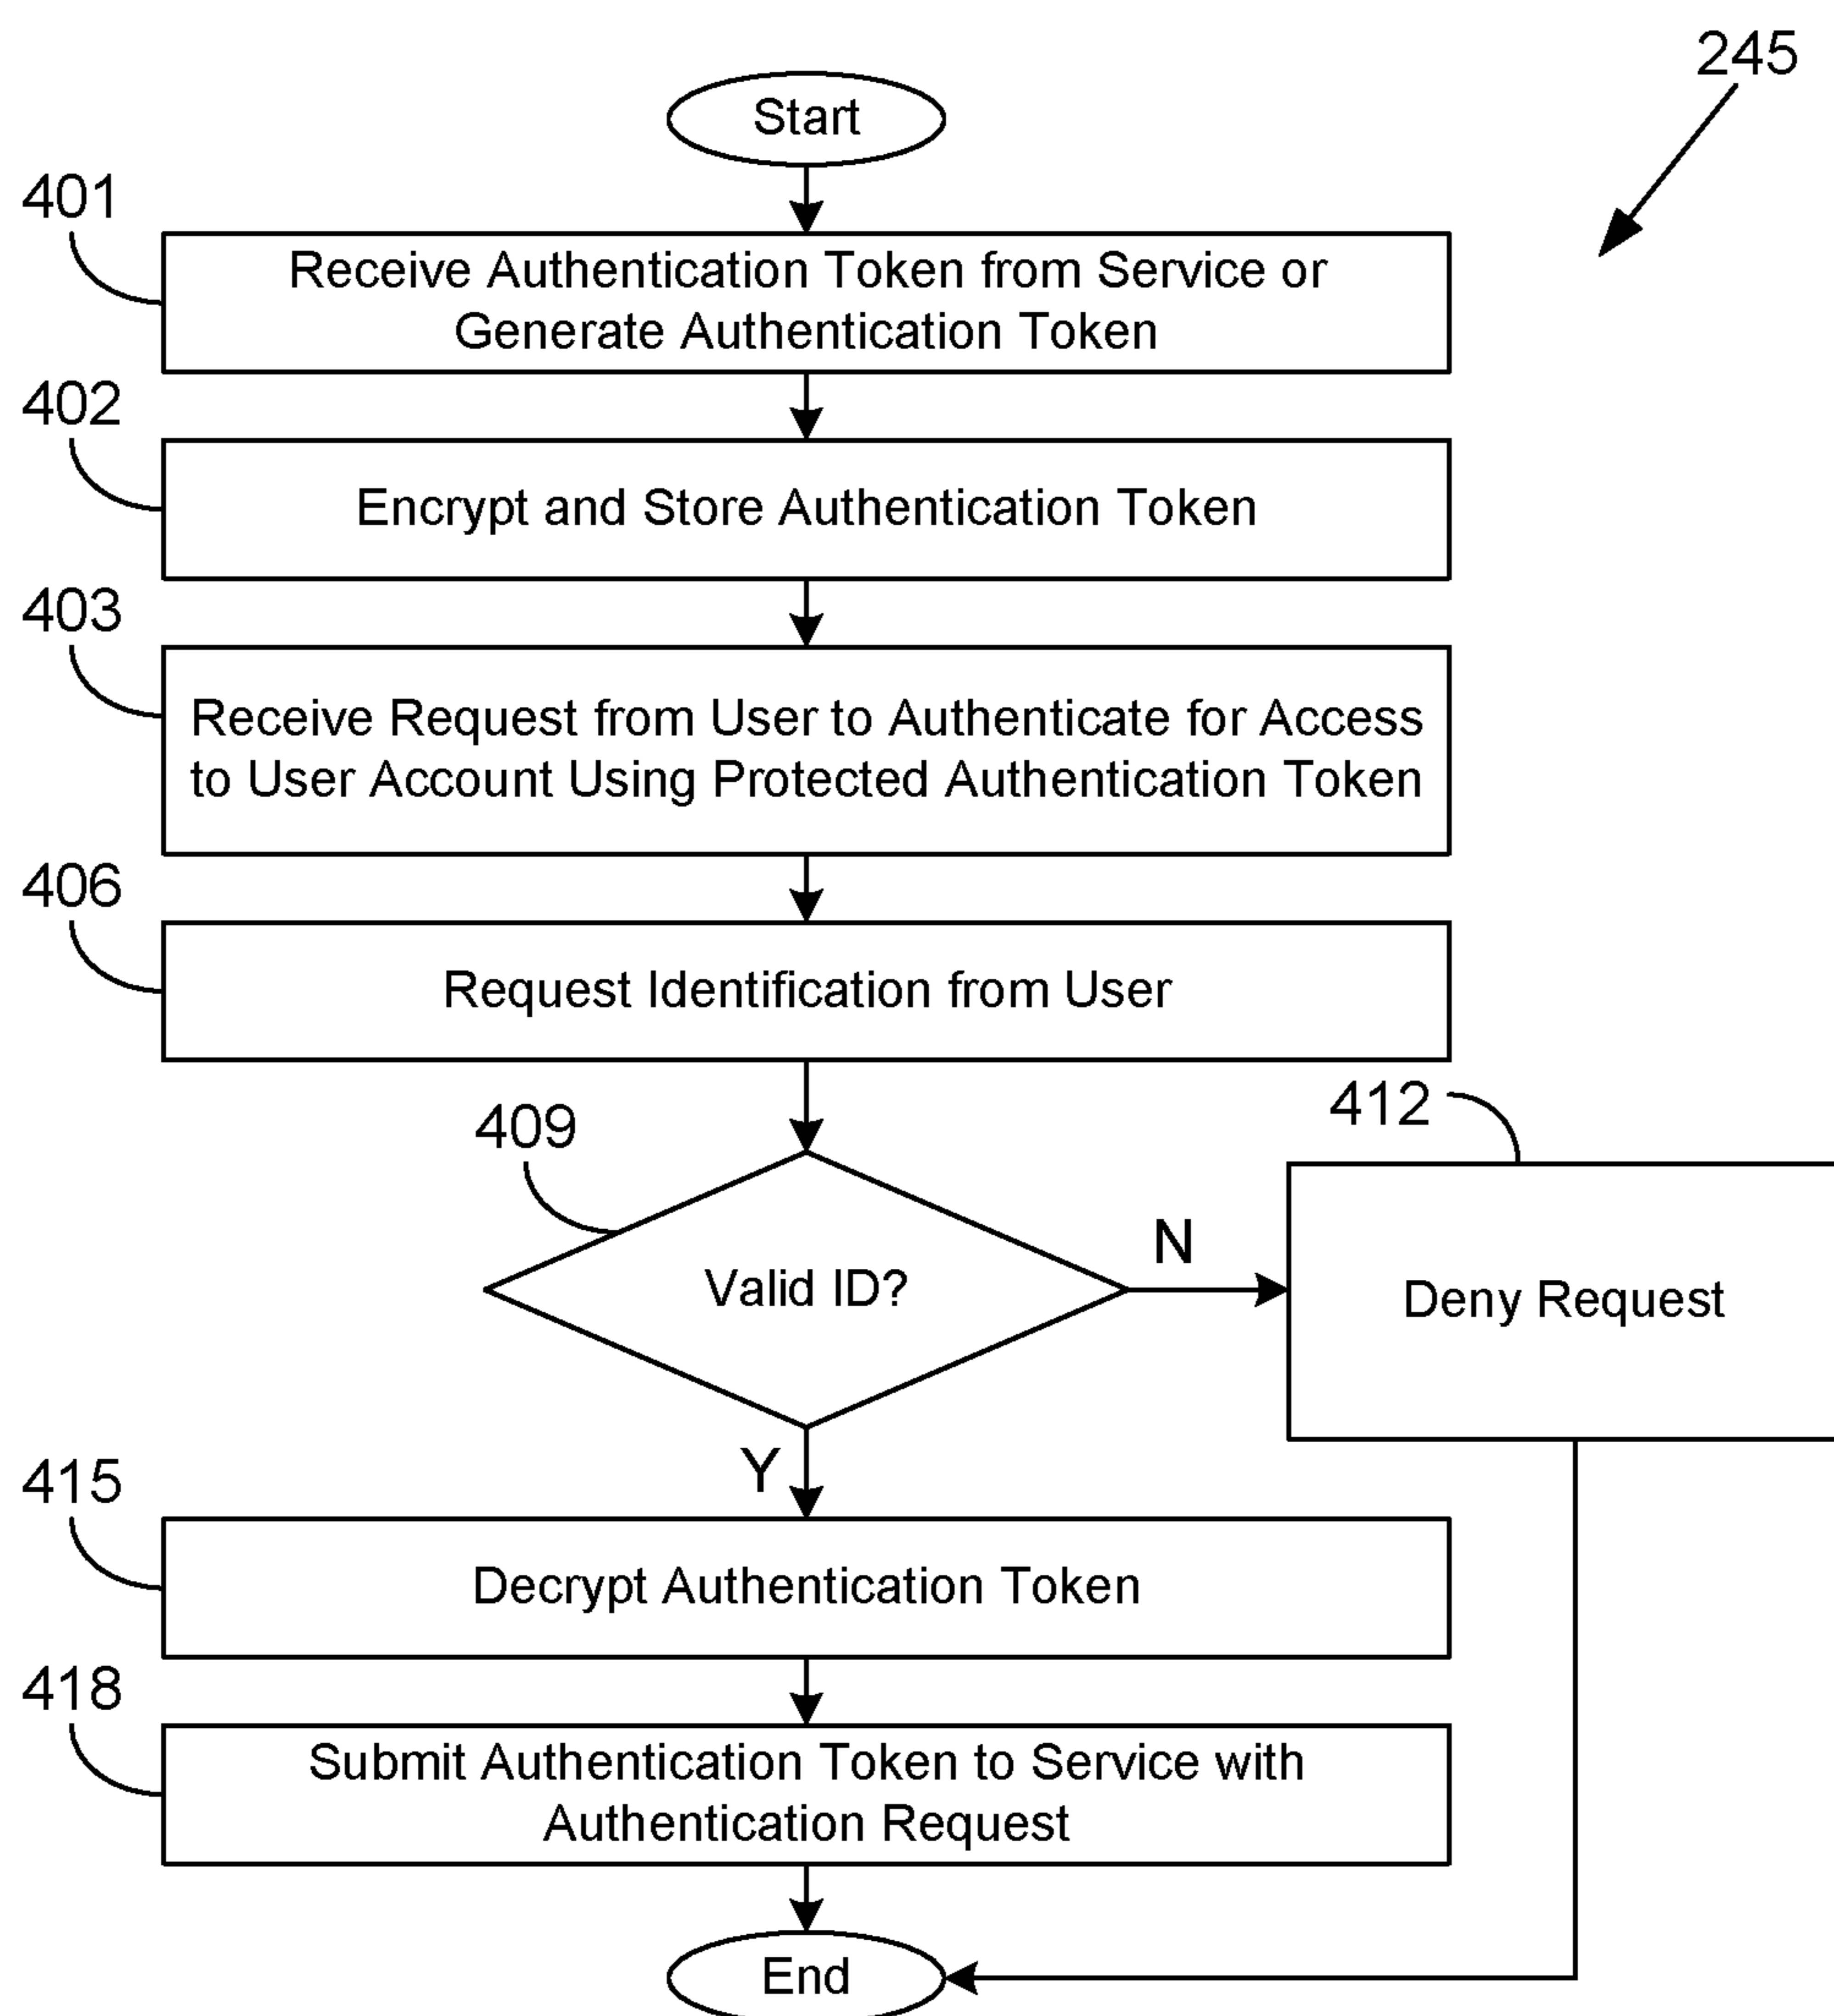 245
Start
401
Receive Authentication Token from Service or
Generate Authentication Token
402
Encrypt and Store Authentication Token
403
Receive Request from User to Authenticate for Access
to User Account Using Protected Authentication Token
406
Request Identification from User
409
412
Valid ID?
N
Deny Request
Y
415
Decrypt Authentication Token
418
Submit Authentication Token to Service with
Authentication Request
End